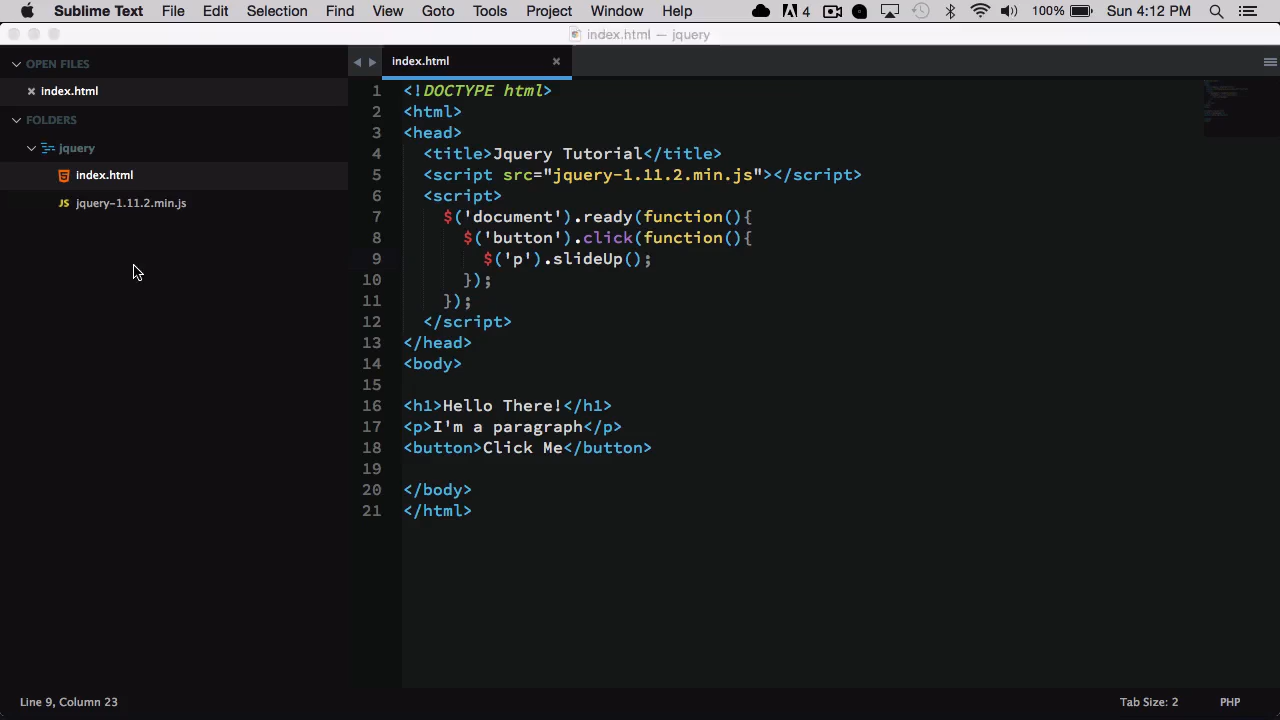 Sublime Text File Edit Selection Find View Goto Tools Project Window Help 4 100% Sun 4:12 PM
index.html — jquery
OPEN FILES
index.html
FOLDERS
jquery
index.html
JS jquery-1.11.2.min.js
index.html
1 <!DOCTYPE html>
2 <html>
3 <head>
4 <title>Jquery Tutorial</title>
5 <script src="jquery-1.11.2.min.js"></script>
6 <script>
7 $('document').ready(function(){
8 $('button').click(function(){
9 $('p').slideUp();
10 });
11 });
12 </script>
13 </head>
14 <body>
15
16 <h1>Hello There!</h1>
17 <p>I'm a paragraph</p>
18 <button>Click Me</button>
19
20 </body>
21 </html>
Line 9, Column 23 Tab Size: 2 PHP